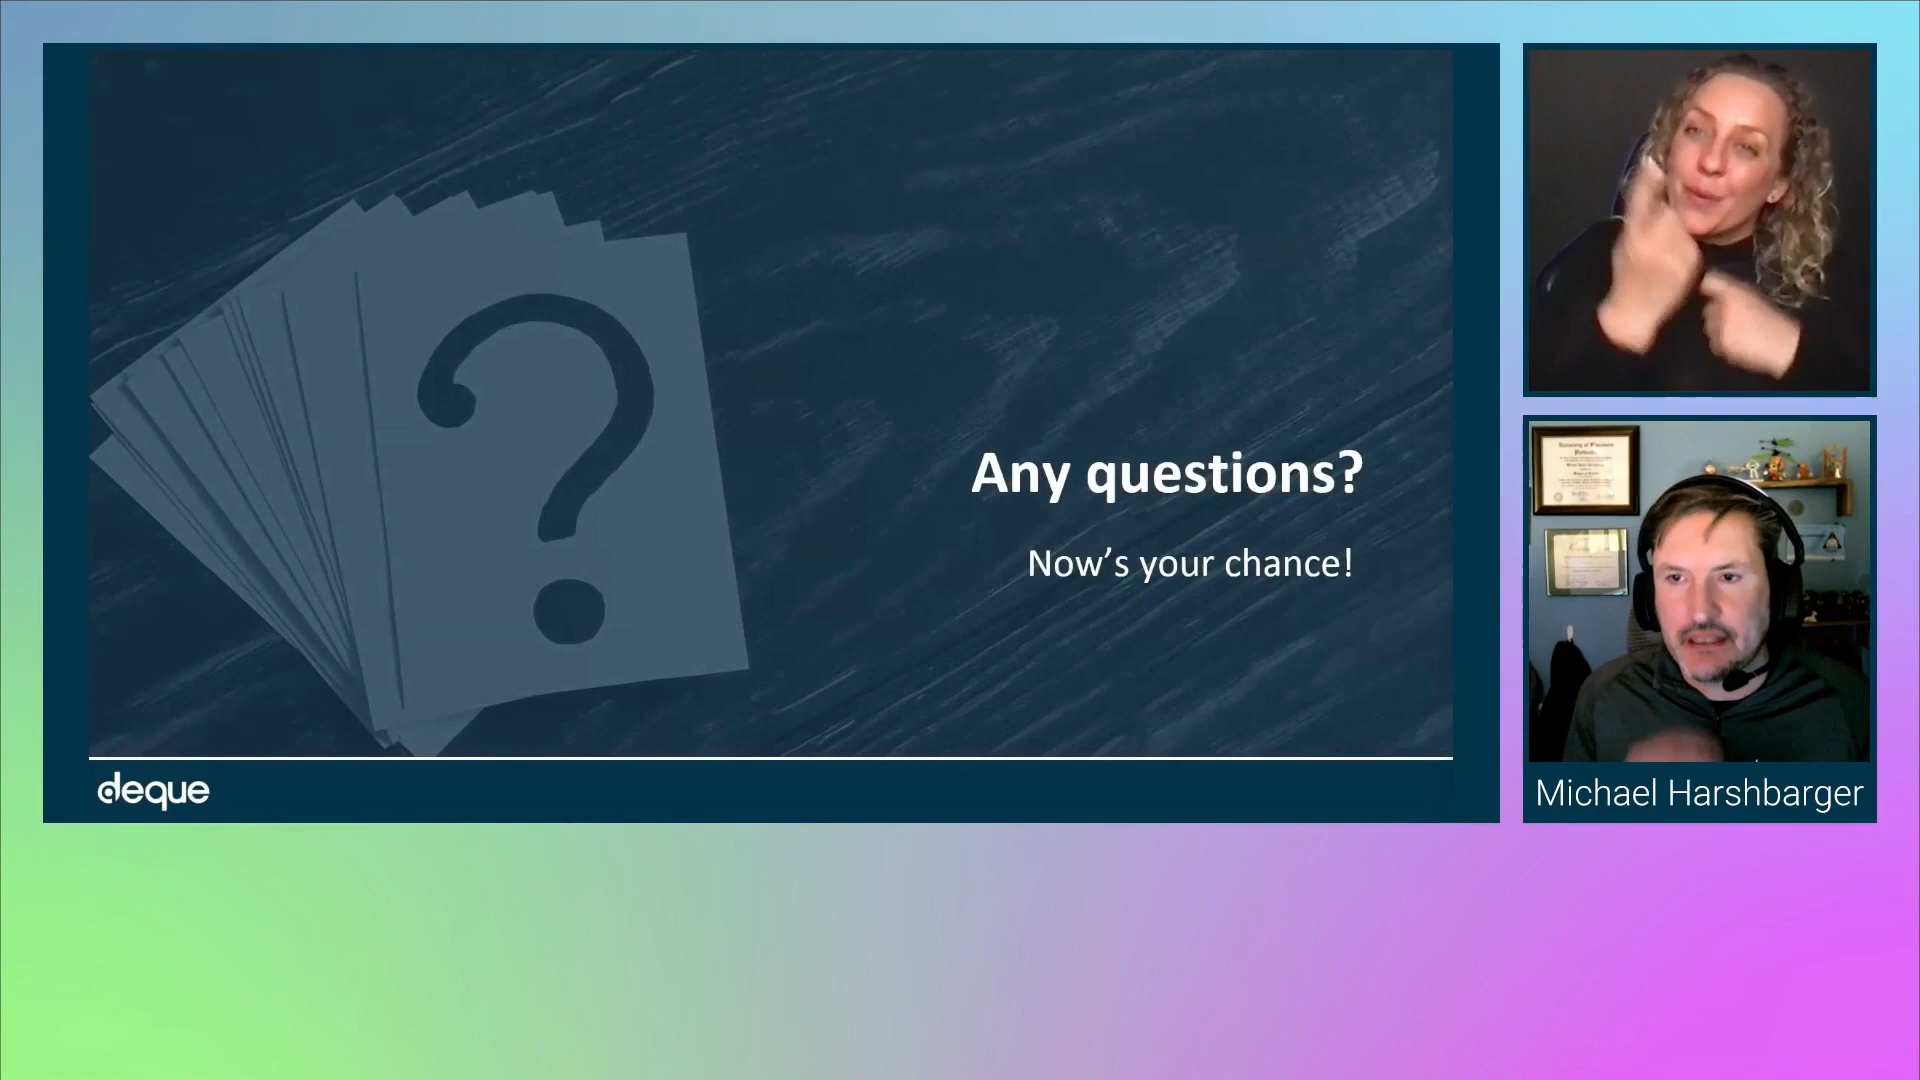 Any questions?
Now’s your chance!
deque
Michael Harshbarger